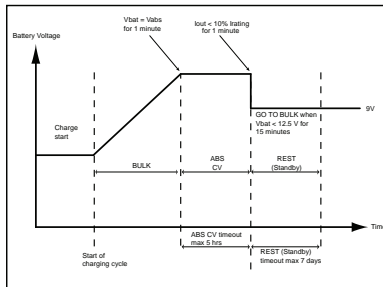 Vbat = Vabs
for 1 minute
Iout < 10% Irating
for 1 minute
Battery Voltage
Charge
start
9V
GO TO BULK when
Vbat < 12.5 V for
15 minutes
BULK
ABS
CV
REST
(Standby)
Time
ABS CV timeout
max 5 hrs
Start of
charging cycle
REST (Standby)
timeout max 7 days